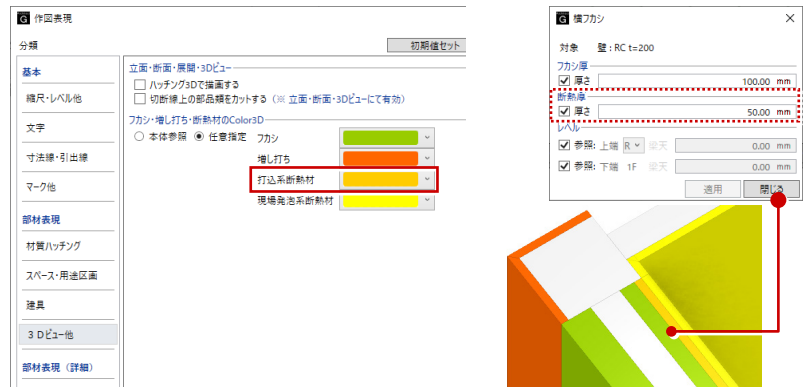 作図表現
分類
初期値セット
基本
縮尺・レベル他
文字
寸法線・引出線
マーク他
部材表現
材質ハッチング
スペース・用途区画
建具
3Dビュー他
部材表現（詳細）
立面・断面・展開・3Dビュー
ハッチング3Dで描画する
切断線上の部品類をカットする（※ 立面・断面・3Dビューにて有効）
フカシ・増し打ち・断熱材のColor3D
本体参照 任意指定 フカシ
増し打ち
打込系断熱材
現場発泡系断熱材
G 横フカシ
対象 壁：RC t=200
フカシ厚
厚さ 100.00 mm
断熱厚
厚さ 50.00 mm
レベル
参照: 上端 R 梁天 0.00 mm
参照: 下端 1F 梁天 0.00 mm
適用 閉じる